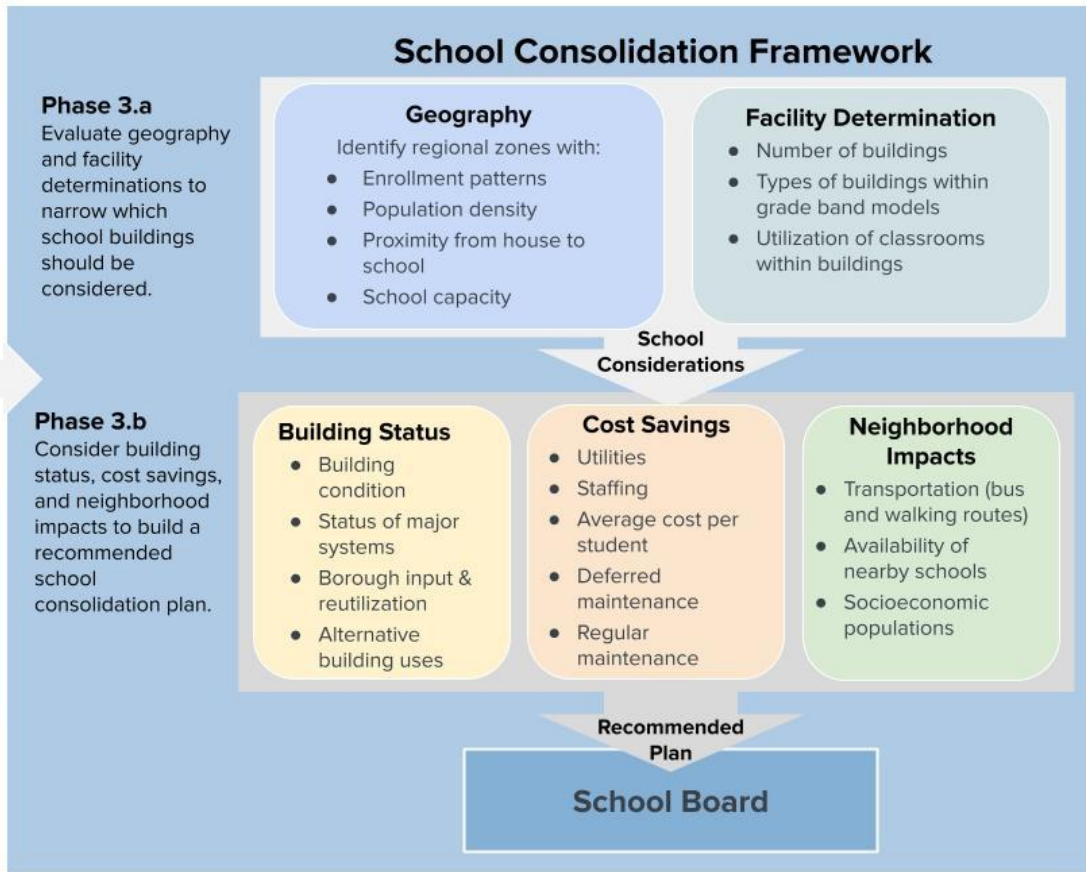 School Consolidation Framework
Phase 3.a
Evaluate geography
and facility
determinations to
narrow which
school buildings
should be
considered.
Geography
Identify regional zones with:
● Enrollment patterns
● Population density
● Proximity from house to
school
● School capacity
Facility Determination
● Number of buildings
● Types of buildings within
grade band models
● Utilization of classrooms
within buildings
School
Considerations
Phase 3.b
Consider building
status, cost savings,
and neighborhood
impacts to build a
recommended
school
consolidation plan.
Building Status
● Building
condition
● Status of major
systems
● Borough input &
reutilization
● Alternative
building uses
Cost Savings
● Utilities
● Staffing
● Average cost per
student
● Deferred
maintenance
● Regular
maintenance
Neighborhood
Impacts
● Transportation (bus
and walking routes)
● Availability of
nearby schools
● Socioeconomic
populations
Recommended
Plan
School Board